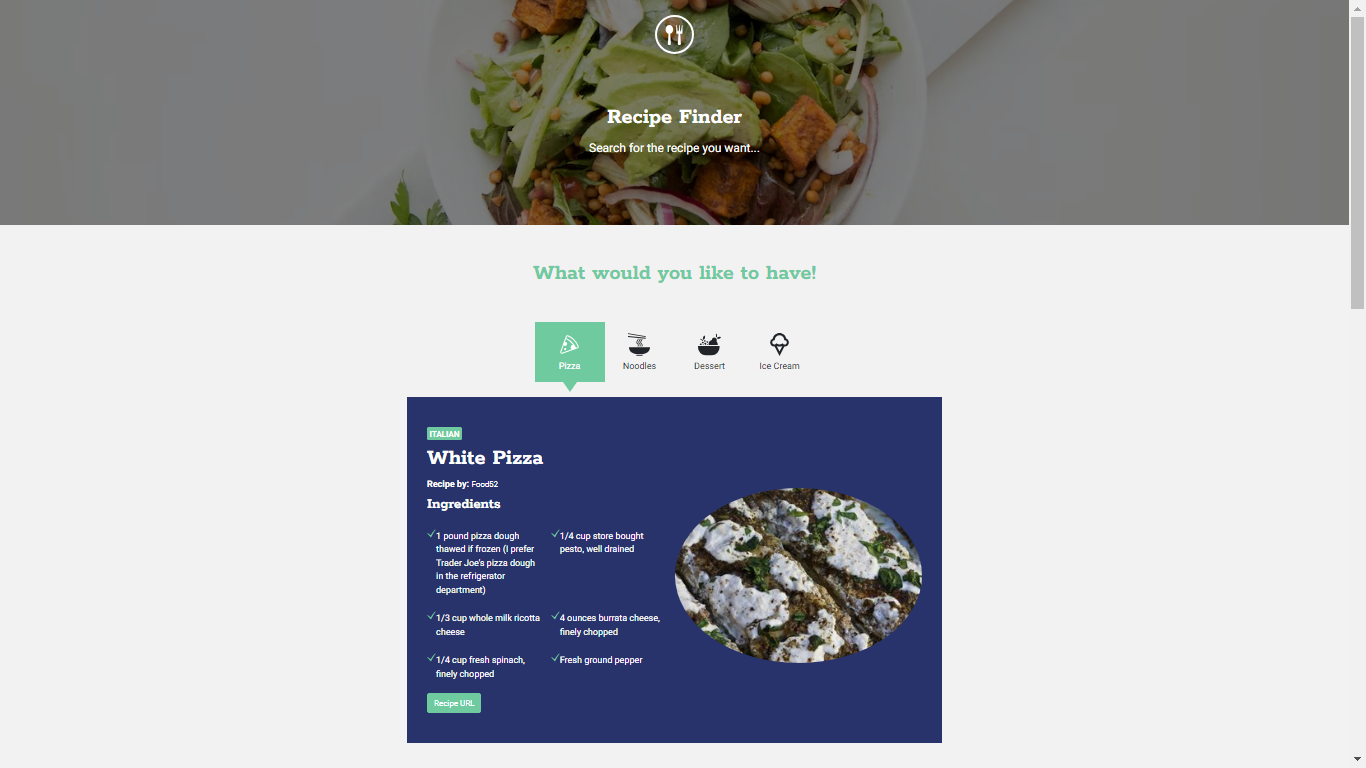 Recipe Finder
Search for the recipe you want...
What would you like to have!
Pizza
Noodles
Dessert
Ice Cream
ITALIAN
White Pizza
Recipe by: Food52
Ingredients
1 pound pizza dough
thawed if frozen (I prefer
Trader Joe's pizza dough
in the refrigerator
department)
1/4 cup store bought
pesto, well drained
1/3 cup whole milk ricotta
cheese
4 ounces burrata cheese,
finely chopped
1/4 cup fresh spinach,
finely chopped
Fresh ground pepper
Recipe URL